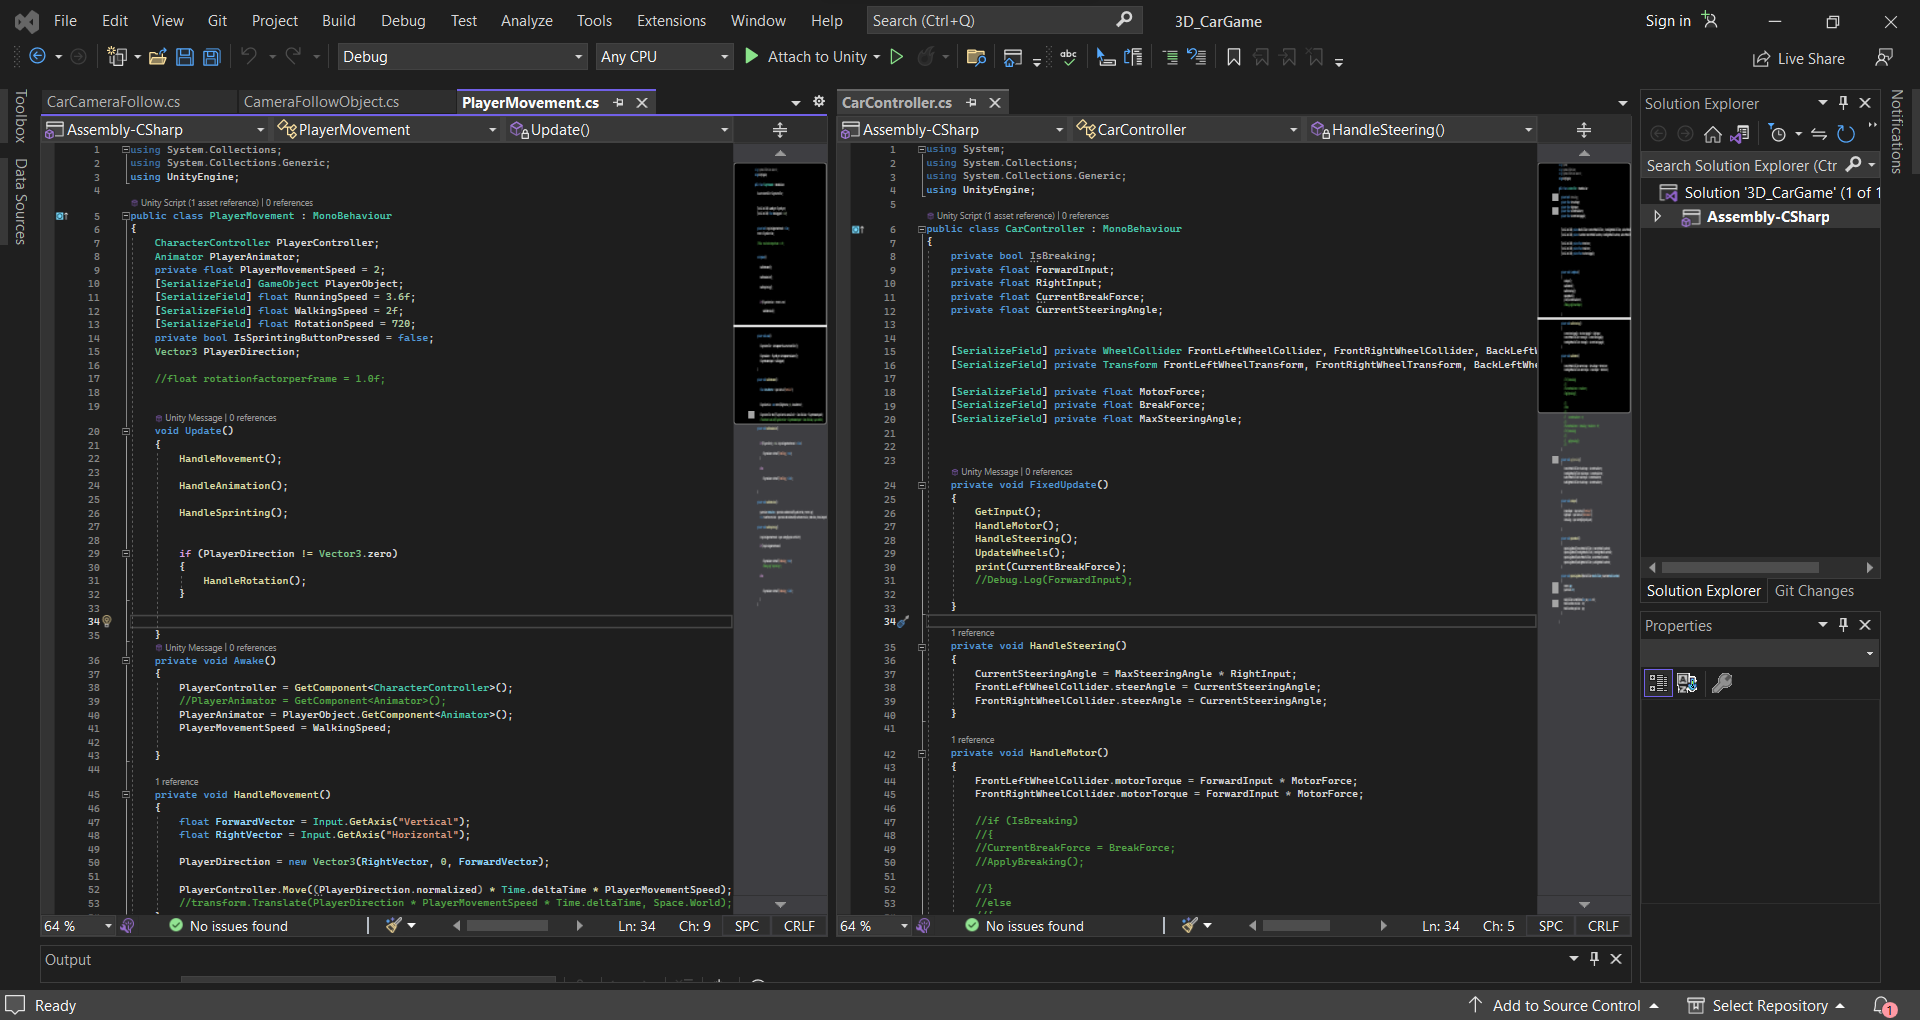 File Edit View Git Project Build Debug Test Analyze Tools Extensions Window Help Search (Ctrl+Q) 3D_CarGame Sign in
Debug Any CPU Attach to Unity Live Share
Toolbox
Data Sources
CarCameraFollow.cs CameraFollowObject.cs PlayerMovement.cs
Assembly-CSharp PlayerMovement Update()
1 using System.Collections;
2 using System.Collections.Generic;
3 using UnityEngine;
4
Unity Script (1 asset reference) | 0 references
5 public class PlayerMovement : MonoBehaviour
6 {
7 CharacterController PlayerController;
8 Animator PlayerAnimator;
9 private float PlayerMovementSpeed = 2;
10 [SerializeField] GameObject PlayerObject;
11 [SerializeField] float RunningSpeed = 3.6f;
12 [SerializeField] float WalkingSpeed = 2f;
13 [SerializeField] float RotationSpeed = 720;
14 private bool IsSprintingButtonPressed = false;
15 Vector3 PlayerDirection;
16
17 //float rotationfactorperframe = 1.0f;
18
19
Unity Message | 0 references
20 void Update()
21 {
22 HandleMovement();
23
24 HandleAnimation();
25
26 HandleSprinting();
27
28
29 if (PlayerDirection != Vector3.zero)
30 {
31 HandleRotation();
32 }
33
34
35 }
Unity Message | 0 references
36 private void Awake()
37 {
38 PlayerController = GetComponent<CharacterController>();
39 //PlayerAnimator = GetComponent<Animator>();
40 PlayerAnimator = PlayerObject.GetComponent<Animator>();
41 PlayerMovementSpeed = WalkingSpeed;
42
43 }
44
1 reference
45 private void HandleMovement()
46 {
47 float ForwardVector = Input.GetAxis("Vertical");
48 float RightVector = Input.GetAxis("Horizontal");
49
50 PlayerDirection = new Vector3(RightVector, 0, ForwardVector);
51
52 PlayerController.Move((PlayerDirection.normalized) * Time.deltaTime * PlayerMovementSpeed);
53 //transform.Translate(PlayerDirection * PlayerMovementSpeed * Time.deltaTime, Space.World);
64 % No issues found Ln: 34 Ch: 9 SPC CRLF
CarController.cs
Assembly-CSharp CarController HandleSteering()
1 using System;
2 using System.Collections;
3 using System.Collections.Generic;
4 using UnityEngine;
5
Unity Script (1 asset reference) | 0 references
6 public class CarController : MonoBehaviour
7 {
8 private bool IsBreaking;
9 private float ForwardInput;
10 private float RightInput;
11 private float CurrentBreakForce;
12 private float CurrentSteeringAngle;
13
14
15 [SerializeField] private WheelCollider FrontLeftWheelCollider, FrontRightWheelCollider, BackLeftW
16 [SerializeField] private Transform FrontLeftWheelTransform, FrontRightWheelTransform, BackLeftWhe
17
18 [SerializeField] private float MotorForce;
19 [SerializeField] private float BreakForce;
20 [SerializeField] private float MaxSteeringAngle;
21
22
23
Unity Message | 0 references
24 private void FixedUpdate()
25 {
26 GetInput();
27 HandleMotor();
28 HandleSteering();
29 UpdateWheels();
30 print(CurrentBreakForce);
31 //Debug.Log(ForwardInput);
32
33 }
34
1 reference
35 private void HandleSteering()
36 {
37 CurrentSteeringAngle = MaxSteeringAngle * RightInput;
38 FrontLeftWheelCollider.steerAngle = CurrentSteeringAngle;
39 FrontRightWheelCollider.steerAngle = CurrentSteeringAngle;
40 }
41
1 reference
42 private void HandleMotor()
43 {
44 FrontLeftWheelCollider.motorTorque = ForwardInput * MotorForce;
45 FrontRightWheelCollider.motorTorque = ForwardInput * MotorForce;
46
47 //if (IsBreaking)
48 //{
49 //CurrentBreakForce = BreakForce;
50 //ApplyBreaking();
51
52 //}
53 //else
64 % No issues found Ln: 34 Ch: 5 SPC CRLF
Solution Explorer
Search Solution Explorer (Ctr
Solution '3D_CarGame' (1 of 1
Assembly-CSharp
Solution Explorer Git Changes
Properties
Notifications
Output
Ready Add to Source Control Select Repository 1